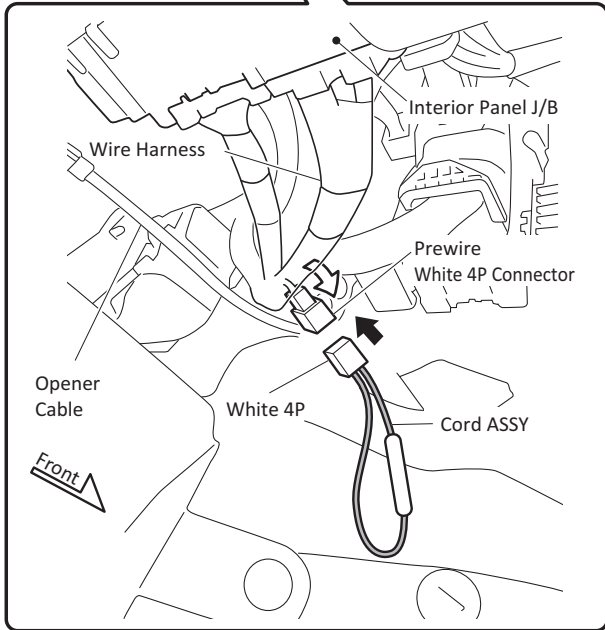 Interior Panel J/B
Wire Harness
Prewire
White 4P Connector
Opener
Cable
White 4P
Cord ASSY
Front